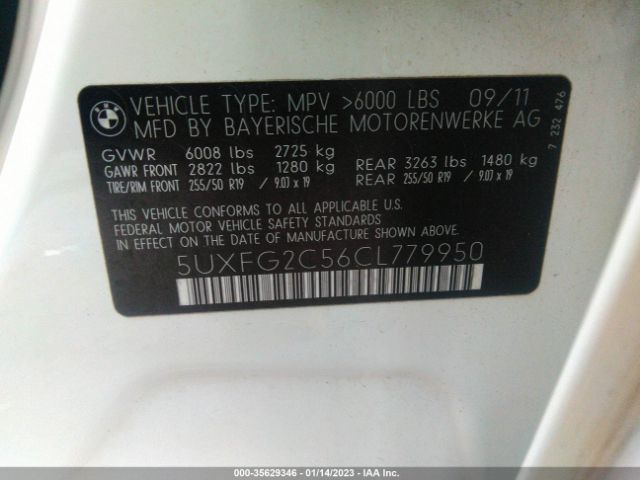 BMW
VEHICLE TYPE: MPV >6000 LBS 09/11
MFD BY BAYERISCHE MOTORENWERKE AG
7 232 476
GVWR 6008 lbs 2725 kg
GAWR FRONT 2822 lbs 1280 kg REAR 3263 lbs 1480 kg
TIRE/RIM FRONT 255/50 R19 / 9.0J × 19 REAR 255/50 R19 / 9.0J × 19
THIS VEHICLE CONFORMS TO ALL APPLICABLE U.S.
FEDERAL MOTOR VEHICLE SAFETY STANDARDS
IN EFFECT ON THE DATE OF MANUFACTURE SHOWN ABOVE.
5UXFG2C56CL779950
000-35629346 - 01/14/2023 - IAAI.COM